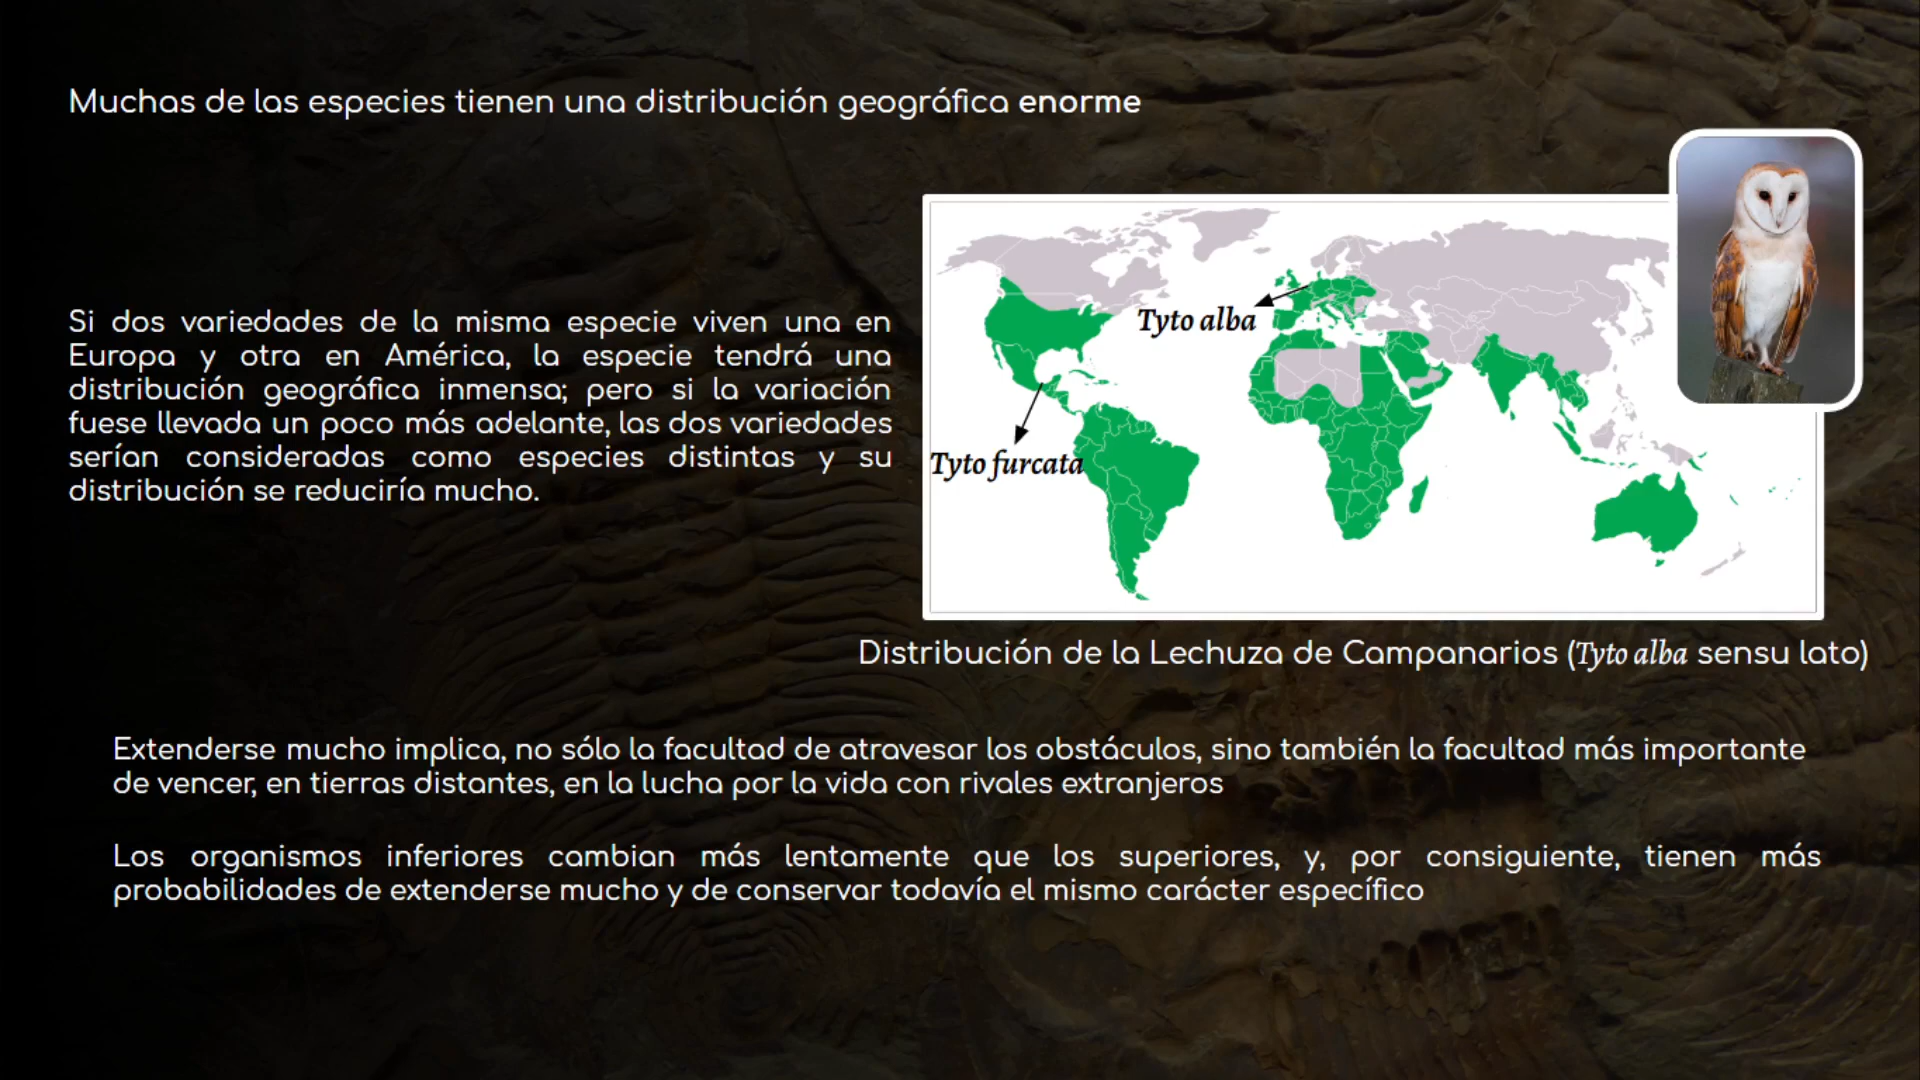 Muchas de las especies tienen una distribución geográfica enorme
Si dos variedades de la misma especie viven una en
Europa y otra en América, la especie tendrá una
distribución geográfica inmensa; pero si la variación
fuese llevada un poco más adelante, las dos variedades
serían consideradas como especies distintas y su
distribución se reduciría mucho.
Tyto alba
Tyto furcata
Distribución de la Lechuza de Campanarios (Tyto alba sensu lato)
Extenderse mucho implica, no sólo la facultad de atravesar los obstáculos, sino también la facultad más importante
de vencer, en tierras distantes, en la lucha por la vida con rivales extranjeros
Los organismos inferiores cambian más lentamente que los superiores, y, por consiguiente, tienen más
probabilidades de extenderse mucho y de conservar todavía el mismo carácter específico